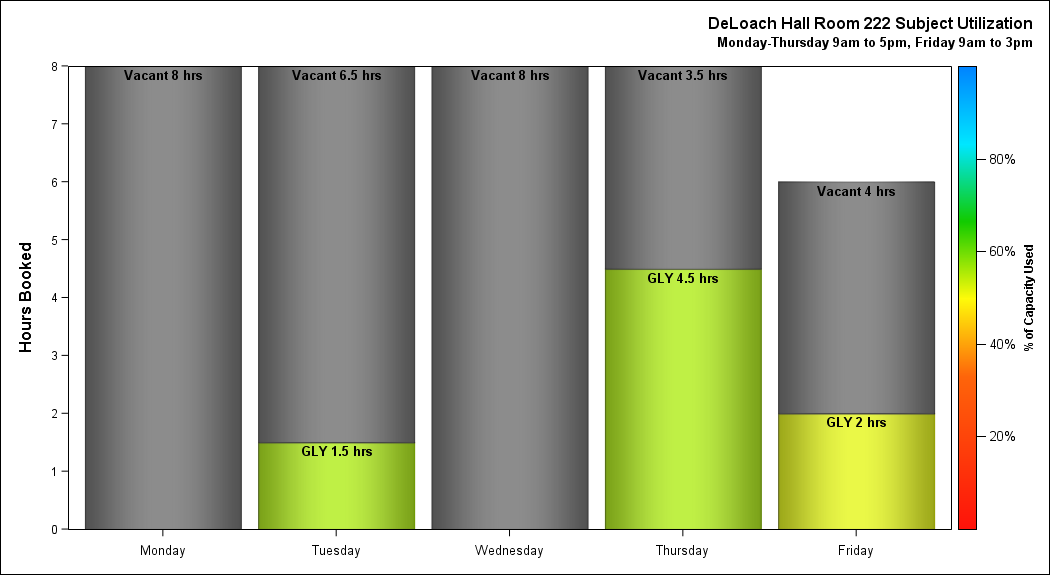 DeLoach Hall Room 222 Subject Utilization
Monday-Thursday 9am to 5pm, Friday 9am to 3pm
Hours Booked
8
7
6
5
4
3
2
1
0
Vacant 8 hrs
Vacant 6.5 hrs
GLY 1.5 hrs
Vacant 8 hrs
Vacant 3.5 hrs
GLY 4.5 hrs
Vacant 4 hrs
GLY 2 hrs
Monday
Tuesday
Wednesday
Thursday
Friday
80%
60%
40%
20%
% of Capacity Used